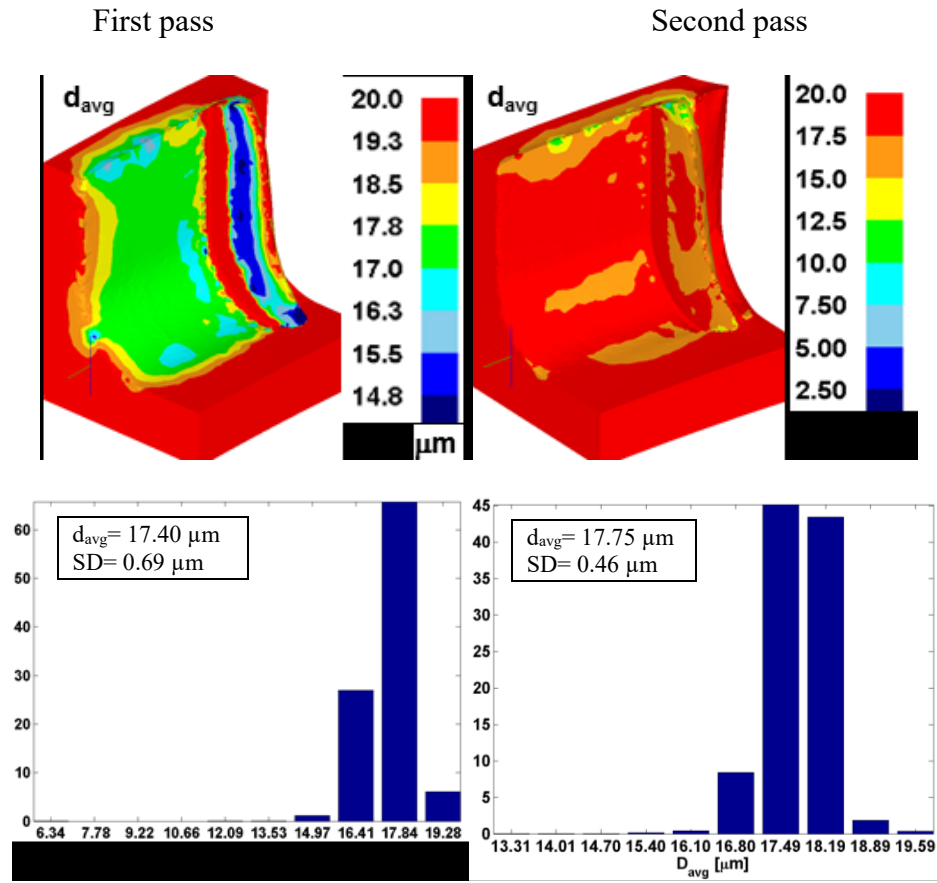 First pass
Second pass
davg
20.0
19.3
18.5
17.8
17.0
16.3
15.5
14.8
µm
davg
20.0
17.5
15.0
12.5
10.0
7.50
5.00
2.50
davg= 17.40 µm
SD= 0.69 µm
60
50
40
30
20
10
0
6.34 7.78 9.22 10.66 12.09 13.53 14.97 16.41 17.84 19.28
davg= 17.75 µm
SD= 0.46 µm
45
40
35
30
25
20
15
10
5
0
13.31 14.01 14.70 15.40 16.10 16.80 17.49 18.19 18.89 19.59
Davg [µm]